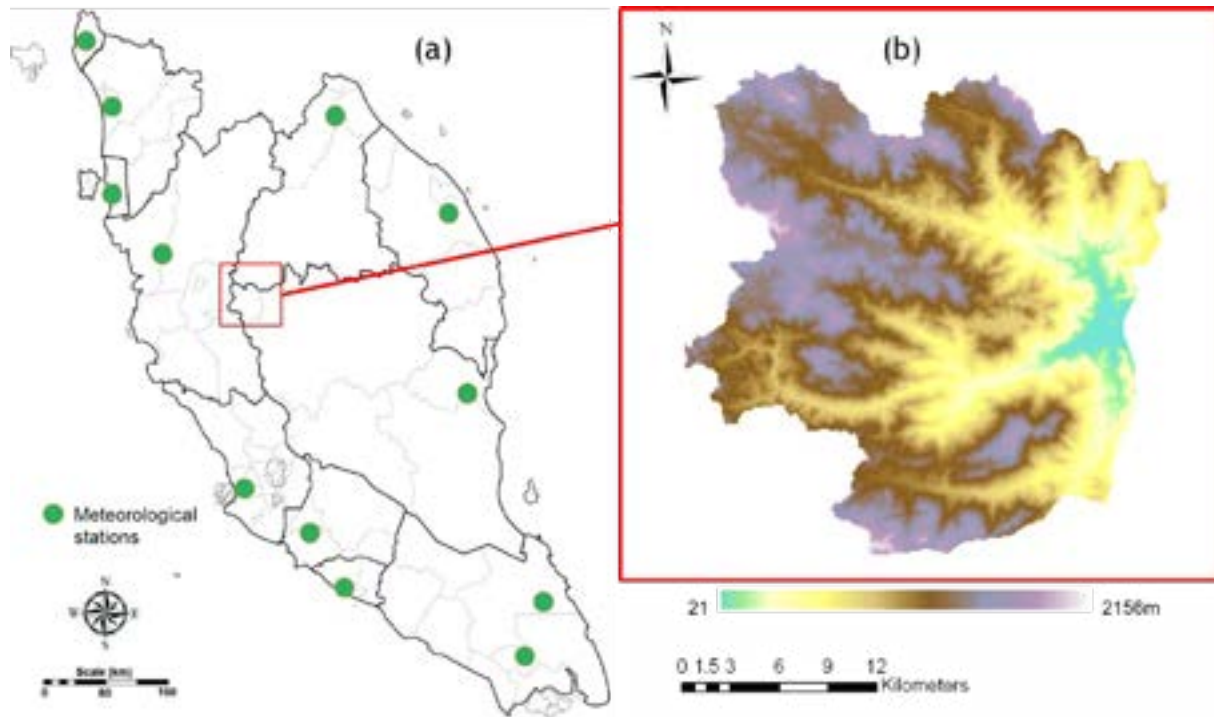 (a)
Meteorological
stations
N
W E
S
Scale (km)
0 50 100
N
(b)
21 2156m
0 1.5 3 6 9 12
Kilometers